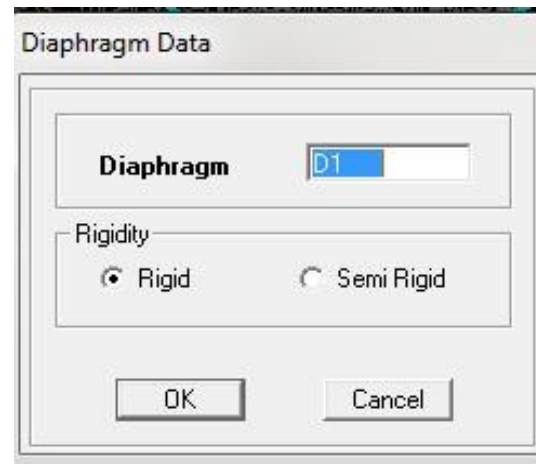 Diaphragm Data
Diaphragm D1
Rigidity
Rigid Semi Rigid
OK Cancel